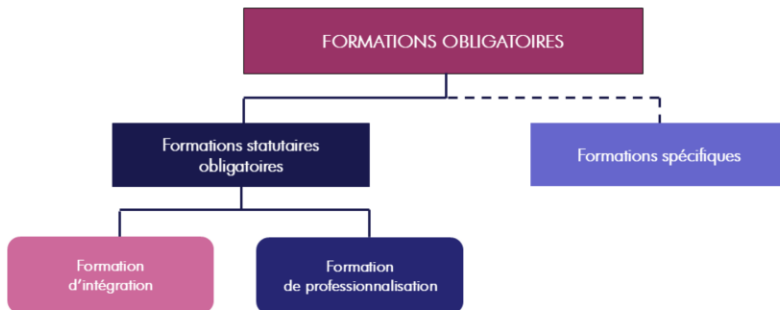 FORMATIONS OBLIGATOIRES
Formations statutaires
obligatoires
Formations spécifiques
Formation
d'intégration
Formation
de professionnalisation